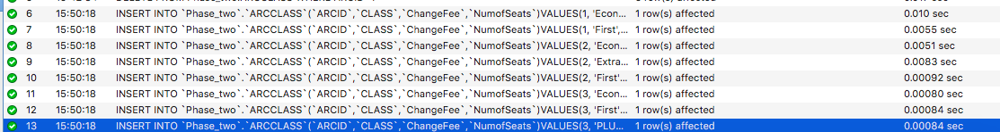 6 15:50:18 INSERT INTO `Phase_two`.`ARCCLASS`(`ARCID`,`CLASS`,`ChangeFee`,`NumofSeats`)VALUES(1, 'Econ... 1 row(s) affected 0.010 sec
7 15:50:18 INSERT INTO `Phase_two`.`ARCCLASS`(`ARCID`,`CLASS`,`ChangeFee`,`NumofSeats`)VALUES(1, 'First',... 1 row(s) affected 0.0055 sec
8 15:50:18 INSERT INTO `Phase_two`.`ARCCLASS`(`ARCID`,`CLASS`,`ChangeFee`,`NumofSeats`)VALUES(2, 'Econ... 1 row(s) affected 0.0051 sec
9 15:50:18 INSERT INTO `Phase_two`.`ARCCLASS`(`ARCID`,`CLASS`,`ChangeFee`,`NumofSeats`)VALUES(2, 'Extra... 1 row(s) affected 0.0083 sec
10 15:50:18 INSERT INTO `Phase_two`.`ARCCLASS`(`ARCID`,`CLASS`,`ChangeFee`,`NumofSeats`)VALUES(2, 'First'... 1 row(s) affected 0.00092 sec
11 15:50:18 INSERT INTO `Phase_two`.`ARCCLASS`(`ARCID`,`CLASS`,`ChangeFee`,`NumofSeats`)VALUES(3, 'Econ... 1 row(s) affected 0.00080 sec
12 15:50:18 INSERT INTO `Phase_two`.`ARCCLASS`(`ARCID`,`CLASS`,`ChangeFee`,`NumofSeats`)VALUES(3, 'First'... 1 row(s) affected 0.00084 sec
13 15:50:18 INSERT INTO `Phase_two`.`ARCCLASS`(`ARCID`,`CLASS`,`ChangeFee`,`NumofSeats`)VALUES(3, 'PLU... 1 row(s) affected 0.00084 sec